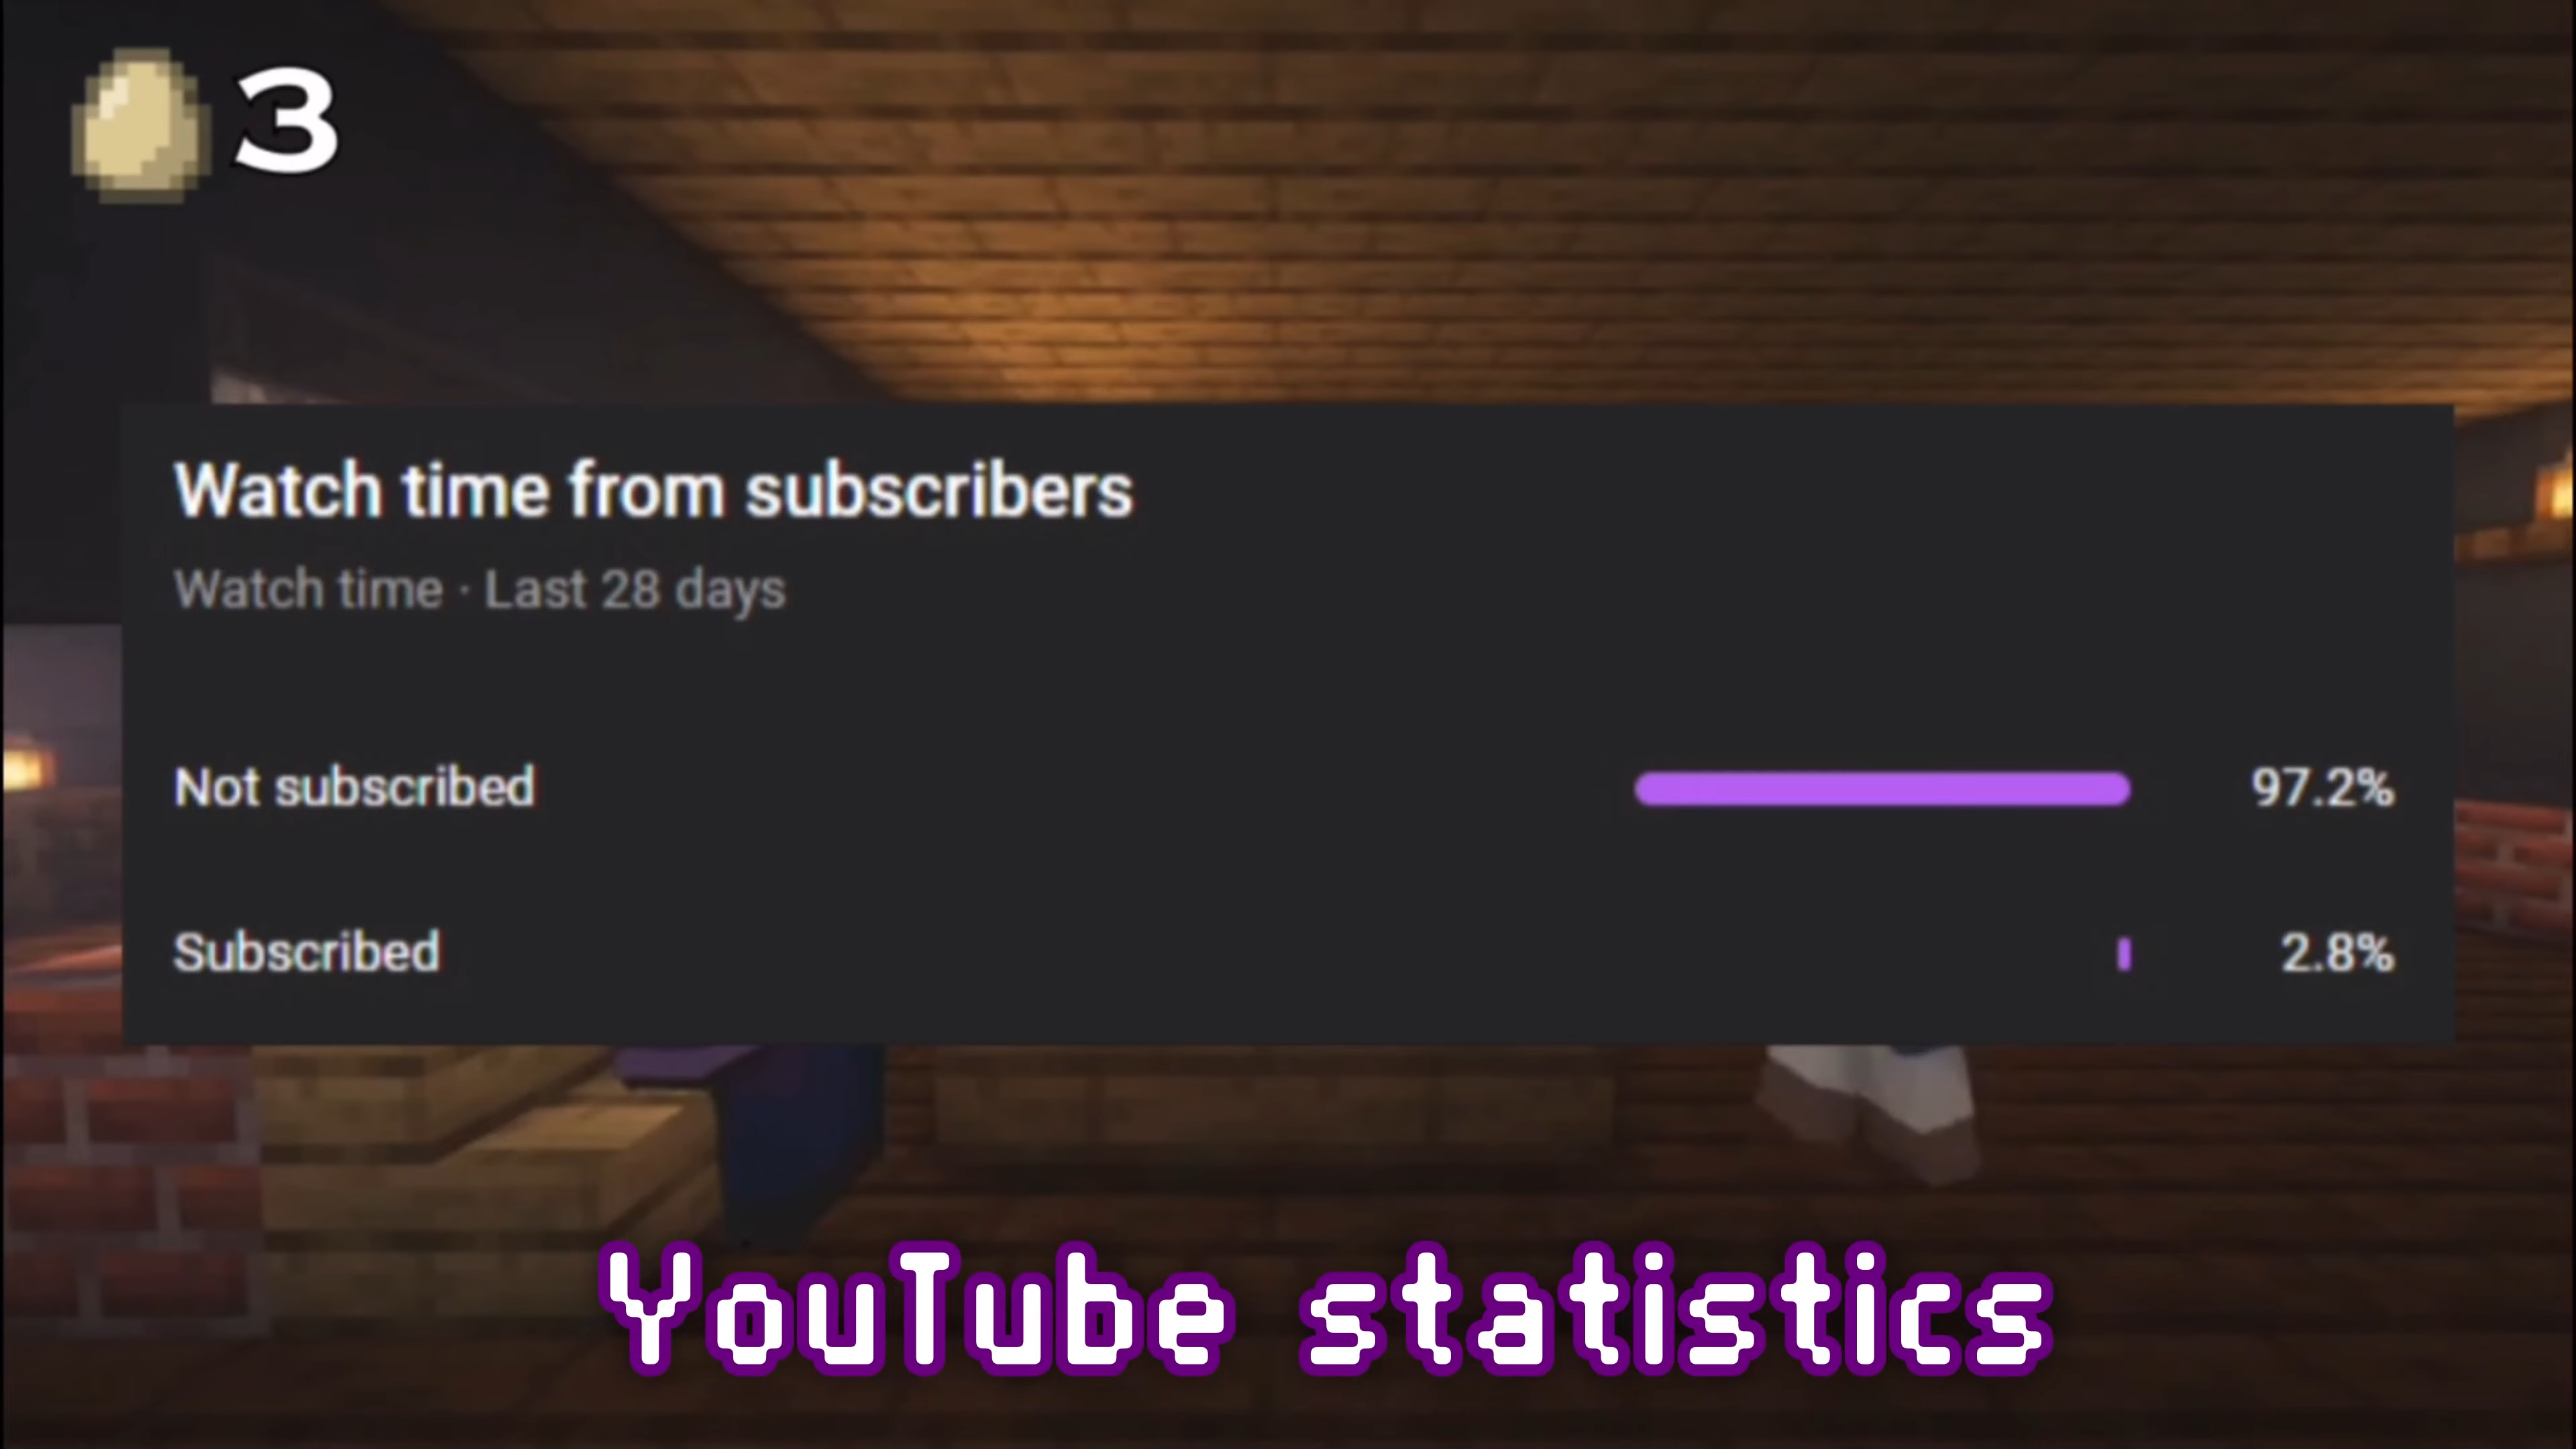 3
Watch time from subscribers
Watch time · Last 28 days
Not subscribed 97.2%
Subscribed 2.8%
YouTube statistics